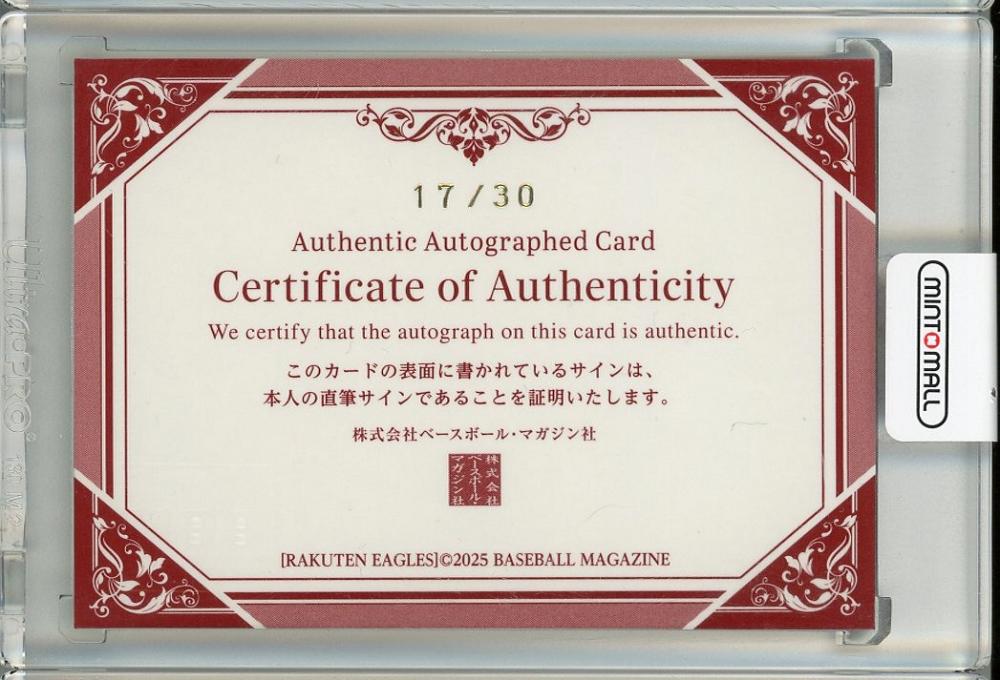 17/30
Authentic Autographed Card
Certificate of Authenticity
We certify that the autograph on this card is authentic.
このカードの表面に書かれているサインは、
本人の直筆サインであることを証明いたします。
株式会社ベースボール・マガジン社
株式会社
ベースボール・
マガジン社
[RAKUTEN EAGLES]©2025 BASEBALL MAGAZINE
MINT MALL
Ultra•PRO®